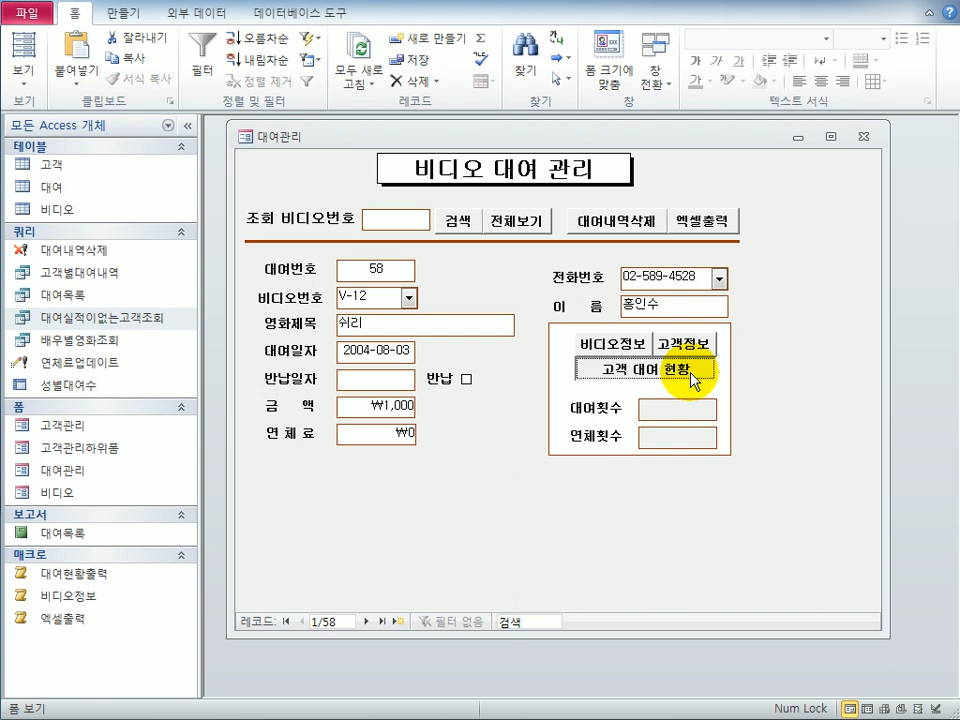 파일 홈 만들기 외부 데이터 데이터베이스 도구
보기
보기
붙여넣기
잘라내기
복사
서식 복사
클립보드
필터
오름차순
내림차순
정렬 제거
정렬 및 필터
모두 새로
고침
새로 만들기
저장
삭제
레코드
찾기
찾기
폼 크기에
맞춤
창
전환
창
가 가 가
가
텍스트 서식
모든 Access 개체
테이블
고객
대여
비디오
쿼리
대여내역삭제
고객별대여내역
대여목록
대여실적이없는고객조회
배우별영화조회
연체료업데이트
성별대여수
폼
고객관리
고객관리하위폼
대여관리
비디오
보고서
대여목록
매크로
대여현황출력
비디오정보
엑셀출력
대여관리
비디오 대여 관리
조회 비디오번호 검색 전체보기 대여내역삭제 엑셀출력
대여번호 58
비디오번호 V-12
영화제목 쉬리
대여일자 2004-08-03
반납일자 반납
금 액 ₩1,000
연 체 료 ₩0
전화번호 02-589-4528
이 름 홍인수
비디오정보 고객정보
고객 대여 현황
대여횟수
연체횟수
레코드: 1/58 필터 없음 검색
폼 보기 Num Lock